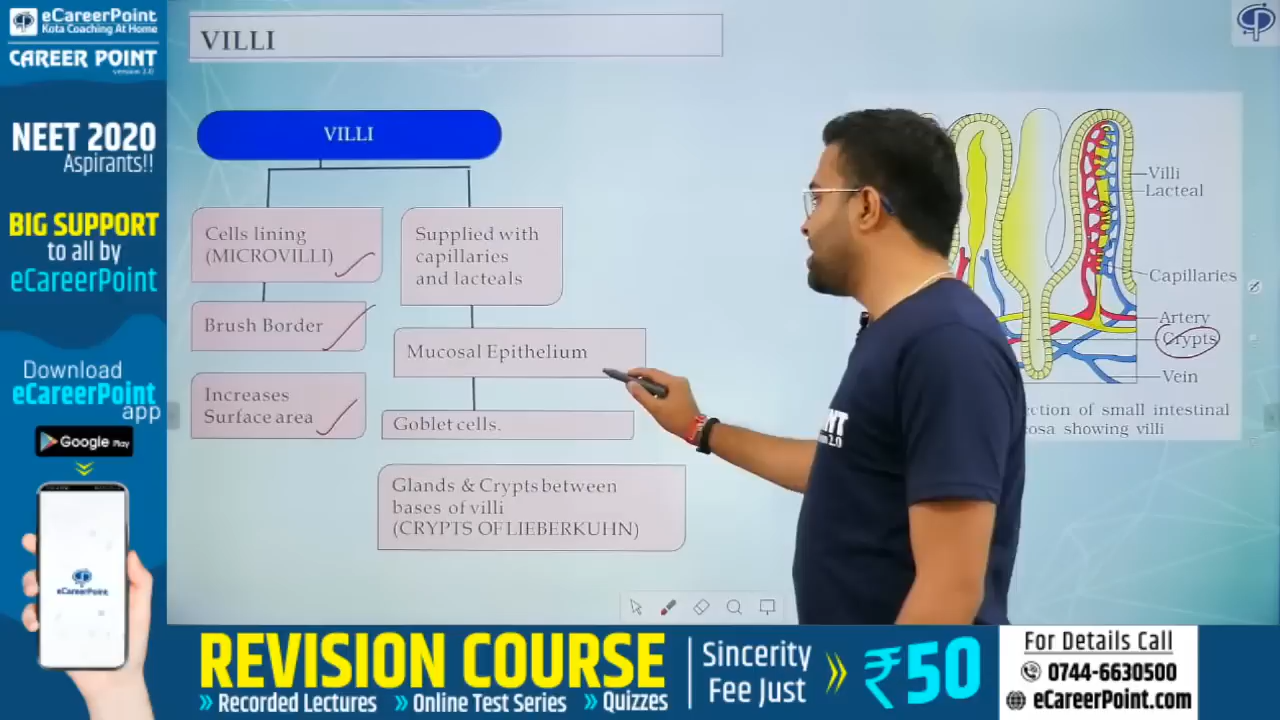 eCareerPoint
Kota Coaching At Home
CAREER POINT
version 2.0
NEET 2020
Aspirants!!
BIG SUPPORT
to all by
eCareerPoint
Download
eCareerPoint
app
Google Play
eCareerPoint
VILLI
VILLI
Cells lining
(MICROVILLI)
Brush Border
Increases
Surface area
Supplied with
capillaries
and lacteals
Mucosal Epithelium
Goblet cells.
Glands & Crypts between
bases of villi
(CRYPTS OF LIEBERKUHN)
Villi
Lacteal
Capillaries
Artery
Crypts
Vein
ction of small intestinal
osa showing villi
NT
2.0
REVISION COURSE
» Recorded Lectures » Online Test Series » Quizzes
Sincerity
Fee Just
» ₹50
For Details Call
0744-6630500
eCareerPoint.com